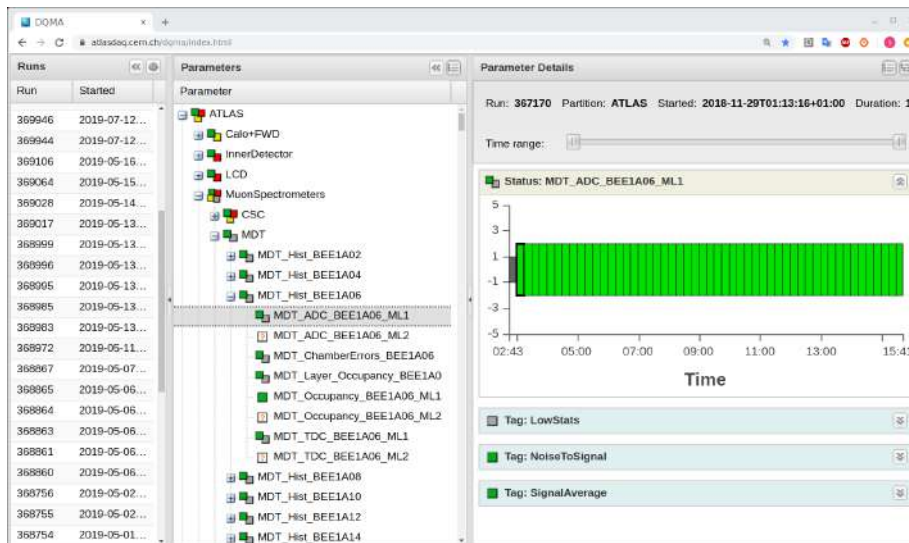 DQMA
atlasdaq.cern.ch/dqma/index.html
Runs
Run Started
369946 2019-07-12...
369944 2019-07-12...
369106 2019-05-16...
369064 2019-05-15...
369028 2019-05-14...
369017 2019-05-13...
368999 2019-05-13...
368996 2019-05-13...
368995 2019-05-13...
368985 2019-05-13...
368983 2019-05-13...
368972 2019-05-11...
368867 2019-05-07...
368865 2019-05-06...
368864 2019-05-06...
368863 2019-05-06...
368861 2019-05-06...
368860 2019-05-06...
368756 2019-05-02...
368755 2019-05-02...
368754 2019-05-01...
Parameters
Parameter
ATLAS
Calo+FWD
InnerDetector
LCD
MuonSpectrometers
CSC
MDT
MDT_Hist_BEE1A02
MDT_Hist_BEE1A04
MDT_Hist_BEE1A06
MDT_ADC_BEE1A06_ML1
MDT_ADC_BEE1A06_ML2
MDT_ChamberErrors_BEE1A06
MDT_Layer_Occupancy_BEE1A0
MDT_Occupancy_BEE1A06_ML1
MDT_Occupancy_BEE1A06_ML2
MDT_TDC_BEE1A06_ML1
MDT_TDC_BEE1A06_ML2
MDT_Hist_BEE1A08
MDT_Hist_BEE1A10
MDT_Hist_BEE1A12
MDT_Hist_BEE1A14
Parameter Details
Run: 367170 Partition: ATLAS Started: 2018-11-29T01:13:16+01:00 Duration: 1
Time range:
Status: MDT_ADC_BEE1A06_ML1
5
3
1
-1
-3
-5
02:43 05:00 07:00 09:00 11:00 13:00 15:41
Time
Tag: LowStats
Tag: NoiseToSignal
Tag: SignalAverage